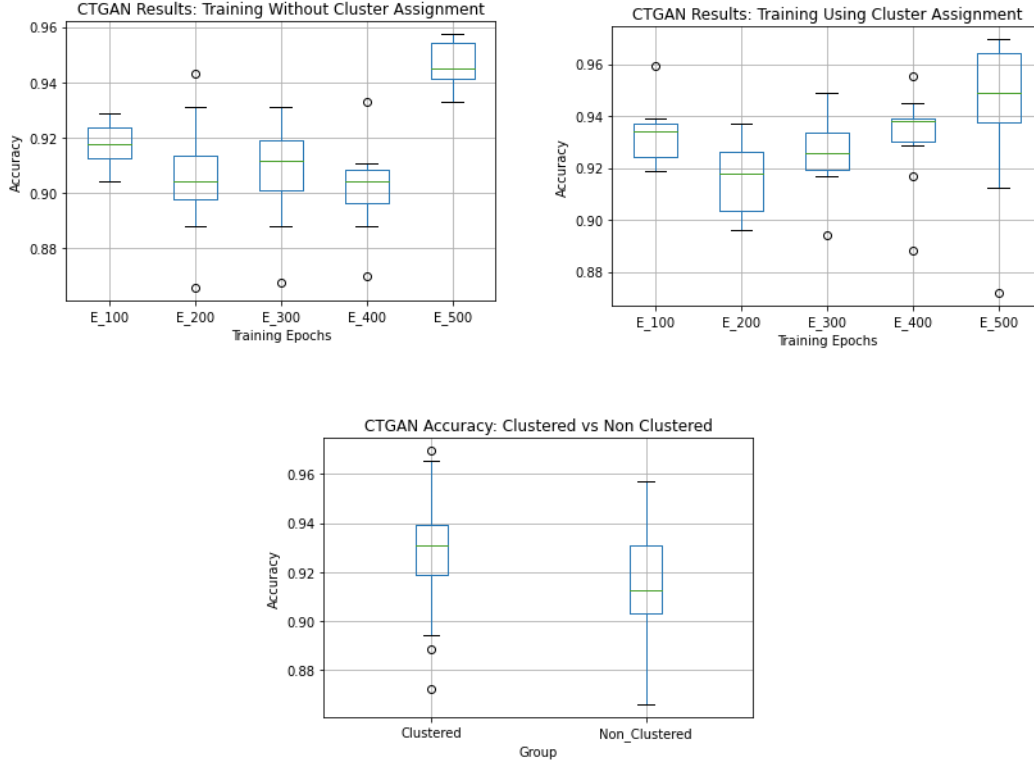 CTGAN Results: Training Without Cluster Assignment
0.96
0.94
0.92
0.90
0.88
Accuracy
E_100 E_200 E_300 E_400 E_500
Training Epochs
CTGAN Results: Training Using Cluster Assignment
0.96
0.94
0.92
0.90
0.88
Accuracy
E_100 E_200 E_300 E_400 E_500
Training Epochs
CTGAN Accuracy: Clustered vs Non Clustered
0.96
0.94
0.92
0.90
0.88
Accuracy
Clustered Non_Clustered
Group